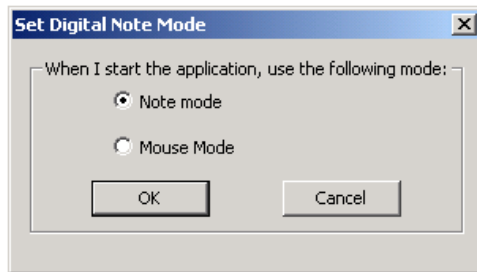 Set Digital Note Mode
When I start the application, use the following mode:
Note mode
Mouse Mode
OK Cancel